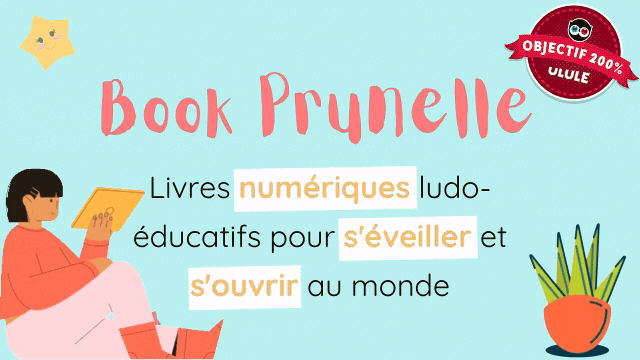 OBJECTIF 200%
ULULE
Book Prunelle
Livres numériques ludo-
éducatifs pour s'éveiller et
s'ouvrir au monde